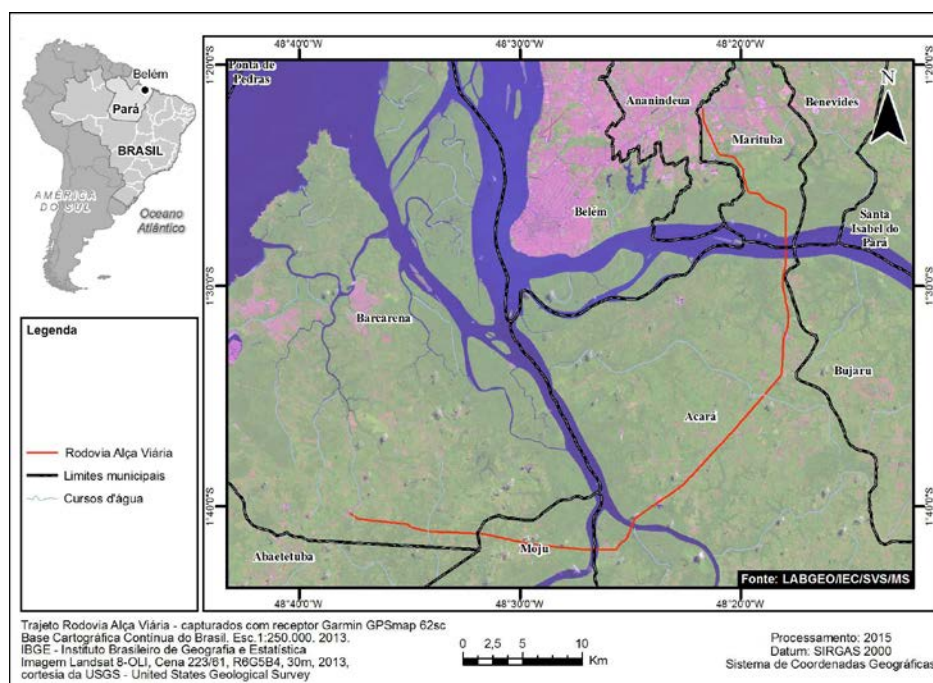 48°40'0"W
48°30'0"W
48°20'0"W
1°20'0"S
1°20'0"S
Belém
Pará
BRASIL
AMÉRICA
DO SUL
Oceano
Atlântico
Ponta de
Pedras
Ananindeua
Benevides
N
Marituba
Belém
Santa
Isabel do
Pará
1°30'0"S
1°30'0"S
Barcarena
Bujaru
Acará
Legenda
Rodovia Alça Viária
Limites municipais
Cursos d'água
1°40'0"S
1°40'0"S
Abaetetuba
Moju
Fonte: LABGEO/IEC/SVS/MS
48°40'0"W
48°30'0"W
48°20'0"W
Trajeto Rodovia Alça Viária - capturados com receptor Garmin GPSmap 62sc
Base Cartográfica Contínua do Brasil. Esc.1:250.000. 2013.
IBGE - Instituto Brasileiro de Geografia e Estatística
Imagem Landsat 8-OLI, Cena 223/61, R6G5B4, 30m, 2013,
cortesia da USGS - United States Geological Survey
0 2,5 5 10
Km
Processamento: 2015
Datum: SIRGAS 2000
Sistema de Coordenadas Geográficas